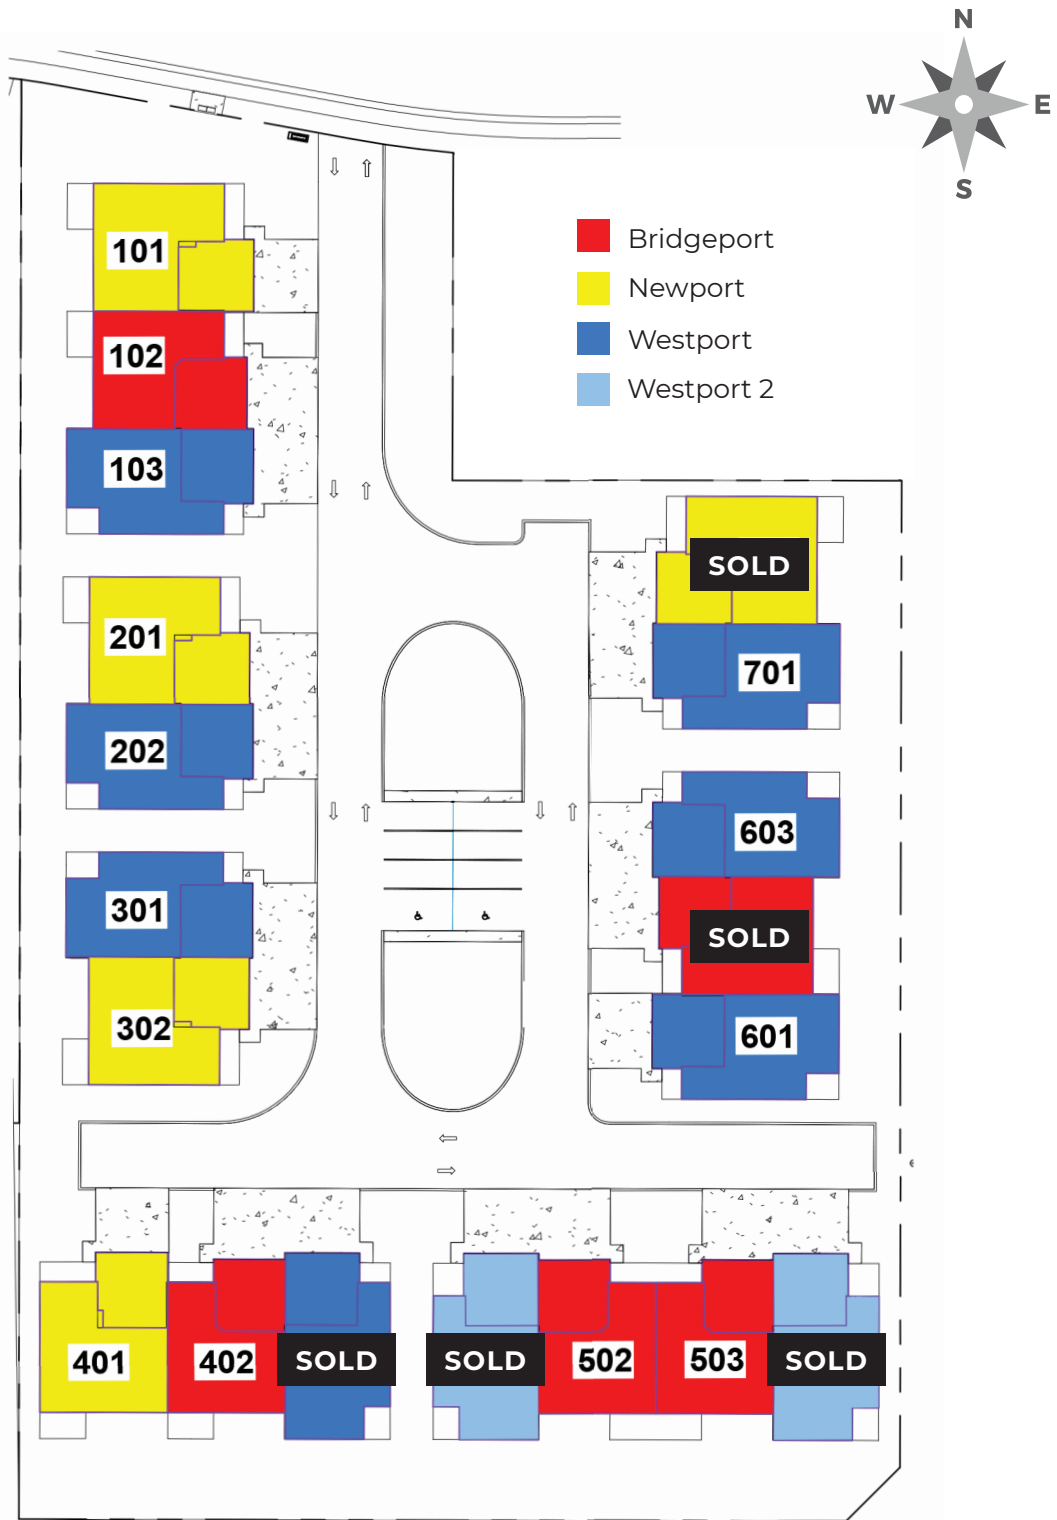 N
W E
S
Bridgeport
Newport
Westport
Westport 2
101
102
103
201
202
301
302
SOLD
701
603
SOLD
601
401
402
SOLD
SOLD
502
503
SOLD